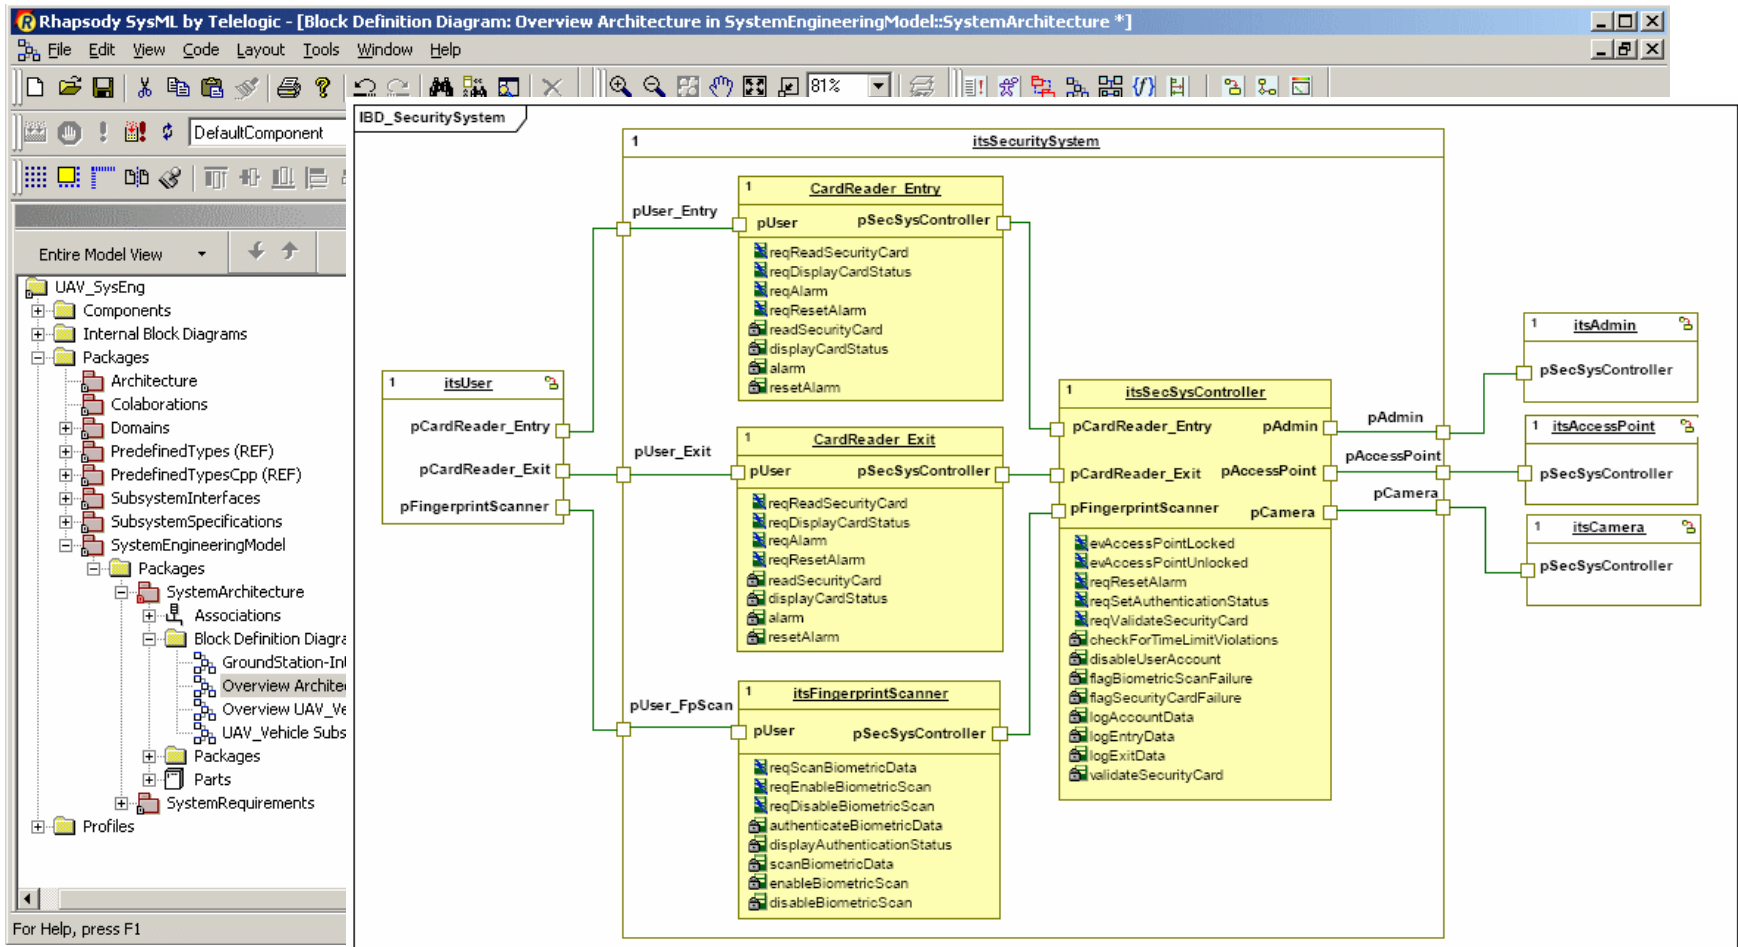 Rhapsody SysML by Telelogic - [Block Definition Diagram: Overview Architecture in SystemEngineeringModel::SystemArchitecture *]
File Edit View Code Layout Tools Window Help
81%
DefaultComponent
Entire Model View
UAV_SysEng
Components
Internal Block Diagrams
Packages
Architecture
Colaborations
Domains
PredefinedTypes (REF)
PredefinedTypesCpp (REF)
SubsystemInterfaces
SubsystemSpecifications
SystemEngineeringModel
Packages
SystemArchitecture
Associations
Block Definition Diagra
GroundStation-Int
Overview Archite
Overview UAV_Ve
UAV_Vehicle Subs
Packages
Parts
SystemRequirements
Profiles
For Help, press F1
IBD_SecuritySystem
1 itsSecuritySystem
1 itsUser
pCardReader_Entry
pCardReader_Exit
pFingerprintScanner
pUser_Entry
pUser_Exit
pUser_FpScan
1 CardReader_Entry
pUser pSecSysController
reqReadSecurityCard
reqDisplayCardStatus
reqAlarm
reqResetAlarm
readSecurityCard
displayCardStatus
alarm
resetAlarm
1 CardReader_Exit
pUser pSecSysController
reqReadSecurityCard
reqDisplayCardStatus
reqAlarm
reqResetAlarm
readSecurityCard
displayCardStatus
alarm
resetAlarm
1 itsFingerprintScanner
pUser pSecSysController
reqScanBiometricData
reqEnableBiometricScan
reqDisableBiometricScan
authenticateBiometricData
displayAuthenticationStatus
scanBiometricData
enableBiometricScan
disableBiometricScan
1 itsSecSysController
pCardReader_Entry pAdmin
pCardReader_Exit pAccessPoint
pFingerprintScanner pCamera
evAccessPointLocked
evAccessPointUnlocked
reqResetAlarm
reqSetAuthenticationStatus
reqValidateSecurityCard
checkForTimeLimitViolations
disableUserAccount
flagBiometricScanFailure
flagSecurityCardFailure
logAccountData
logEntryData
logExitData
validateSecurityCard
pAdmin
pAccessPoint
pCamera
1 itsAdmin
pSecSysController
1 itsAccessPoint
pSecSysController
1 itsCamera
pSecSysController